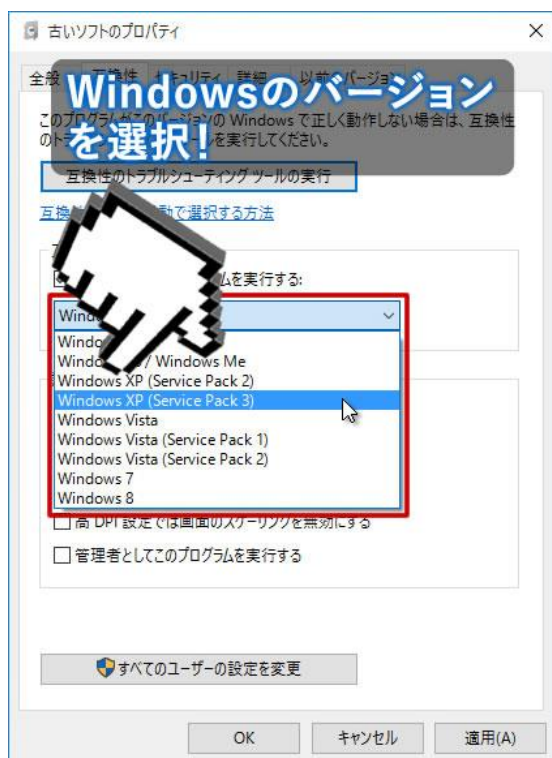 古いソフトのプロパティ
全般 互換性 セキュリティ 詳細 以前のバージョン
Windowsのバージョン
を選択!
このプログラムがこのバージョンの Windows で正しく動作しない場合は、互換性
のト を実行してください。
互換性のトラブルシューティング ツールの実行
互換 動で選択する方法
ムを実行する:
Windows / Windows Me
Windows XP (Service Pack 2)
Windows XP (Service Pack 3)
Windows Vista
Windows Vista (Service Pack 1)
Windows Vista (Service Pack 2)
Windows 7
Windows 8
高 DPI 設定では画面のスケーリングを無効にする
管理者としてこのプログラムを実行する
すべてのユーザーの設定を変更
OK キャンセル 適用(A)